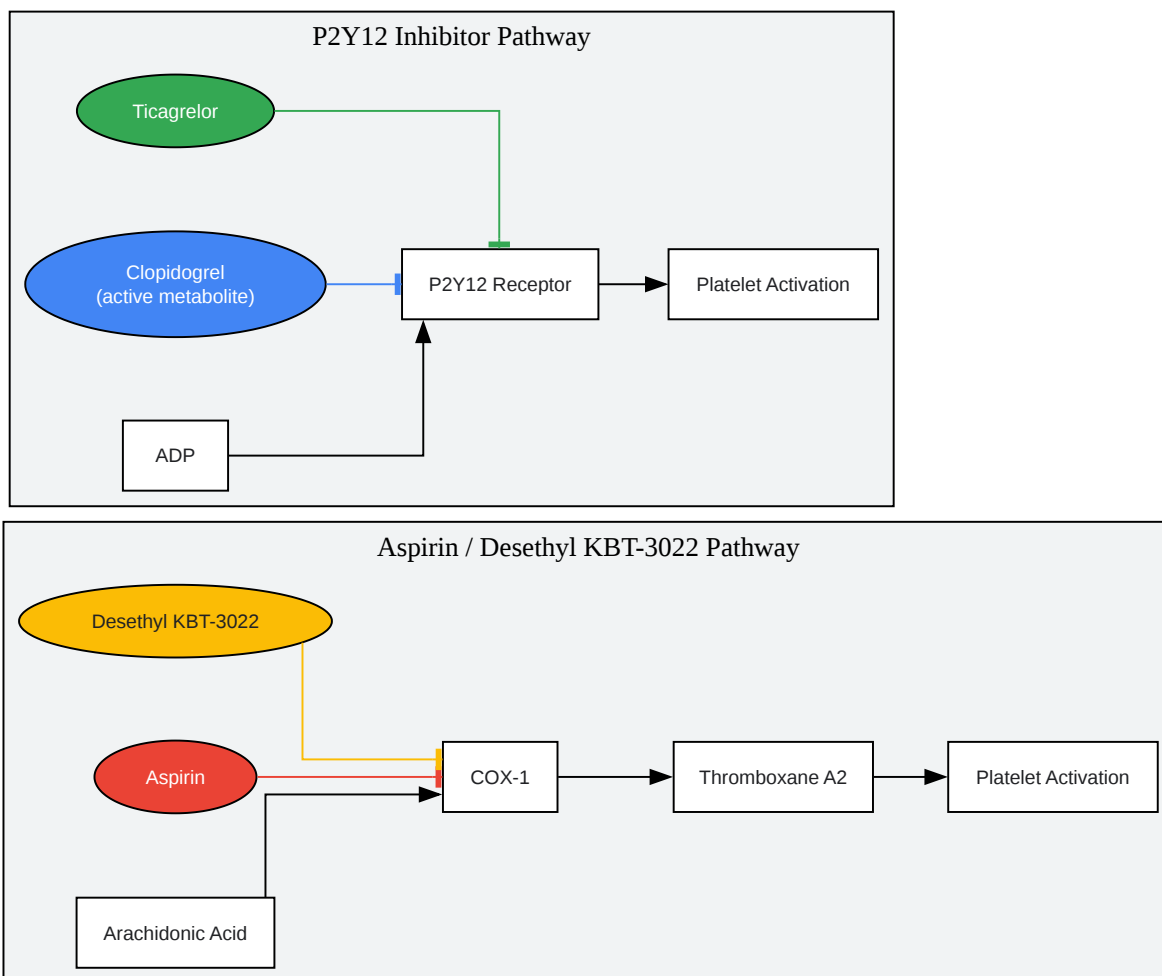 P2Y12 Inhibitor Pathway
Ticagrelor
Clopidogrel
(active metabolite)
P2Y12 Receptor
Platelet Activation
ADP
Aspirin / Desethyl KBT-3022 Pathway
Desethyl KBT-3022
Aspirin
COX-1
Thromboxane A2
Platelet Activation
Arachidonic Acid